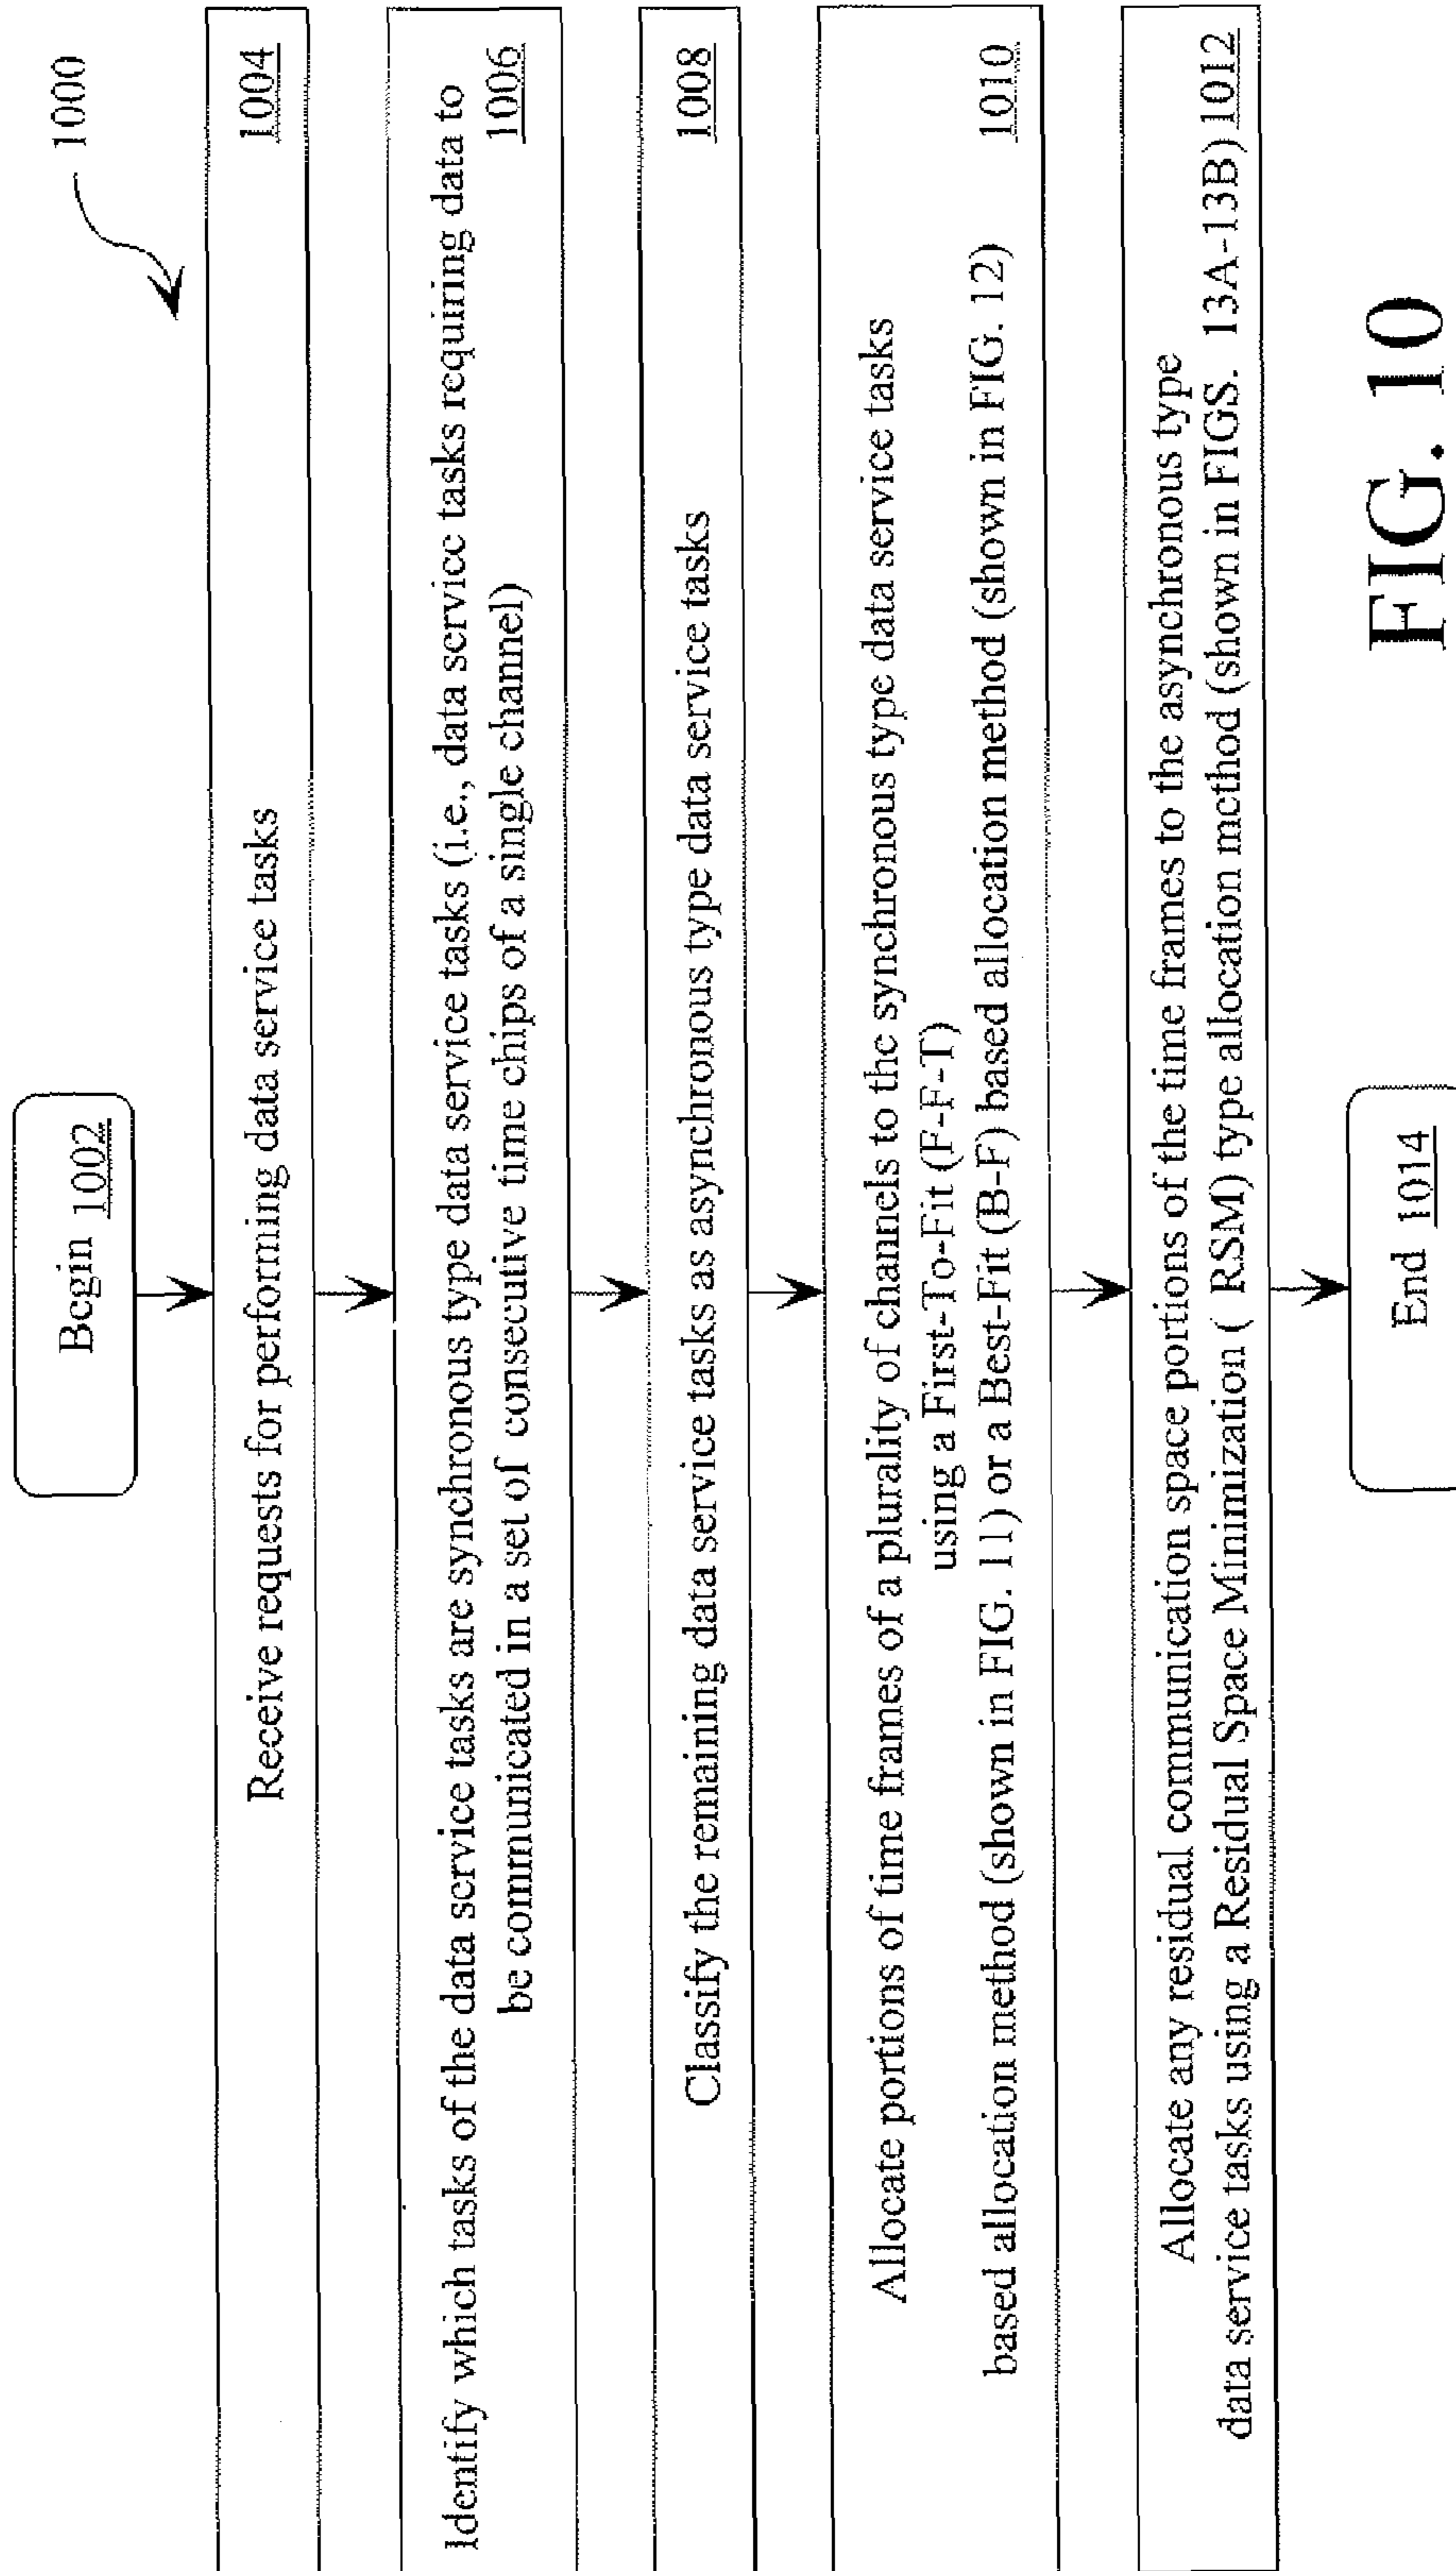 1000
Begin 1002
Receive requests for performing data service tasks
1004
Identify which tasks of the data service tasks are synchronous type data service tasks (i.e., data service tasks requiring data to
be communicated in a set of consecutive time chips of a single channel)
1006
Classify the remaining data service tasks as asynchronous type data service tasks
1008
Allocate portions of time frames of a plurality of channels to the synchronous type data service tasks
using a First-To-Fit (F-F-T)
based allocation method (shown in FIG. 11) or a Best-Fit (B-F) based allocation method (shown in FIG. 12)
1010
Allocate any residual communication space portions of the time frames to the asynchronous type
data service tasks using a Residual Space Minimization ( RSM) type allocation method (shown in FIGS. 13A-13B) 1012
End 1014
FIG. 10